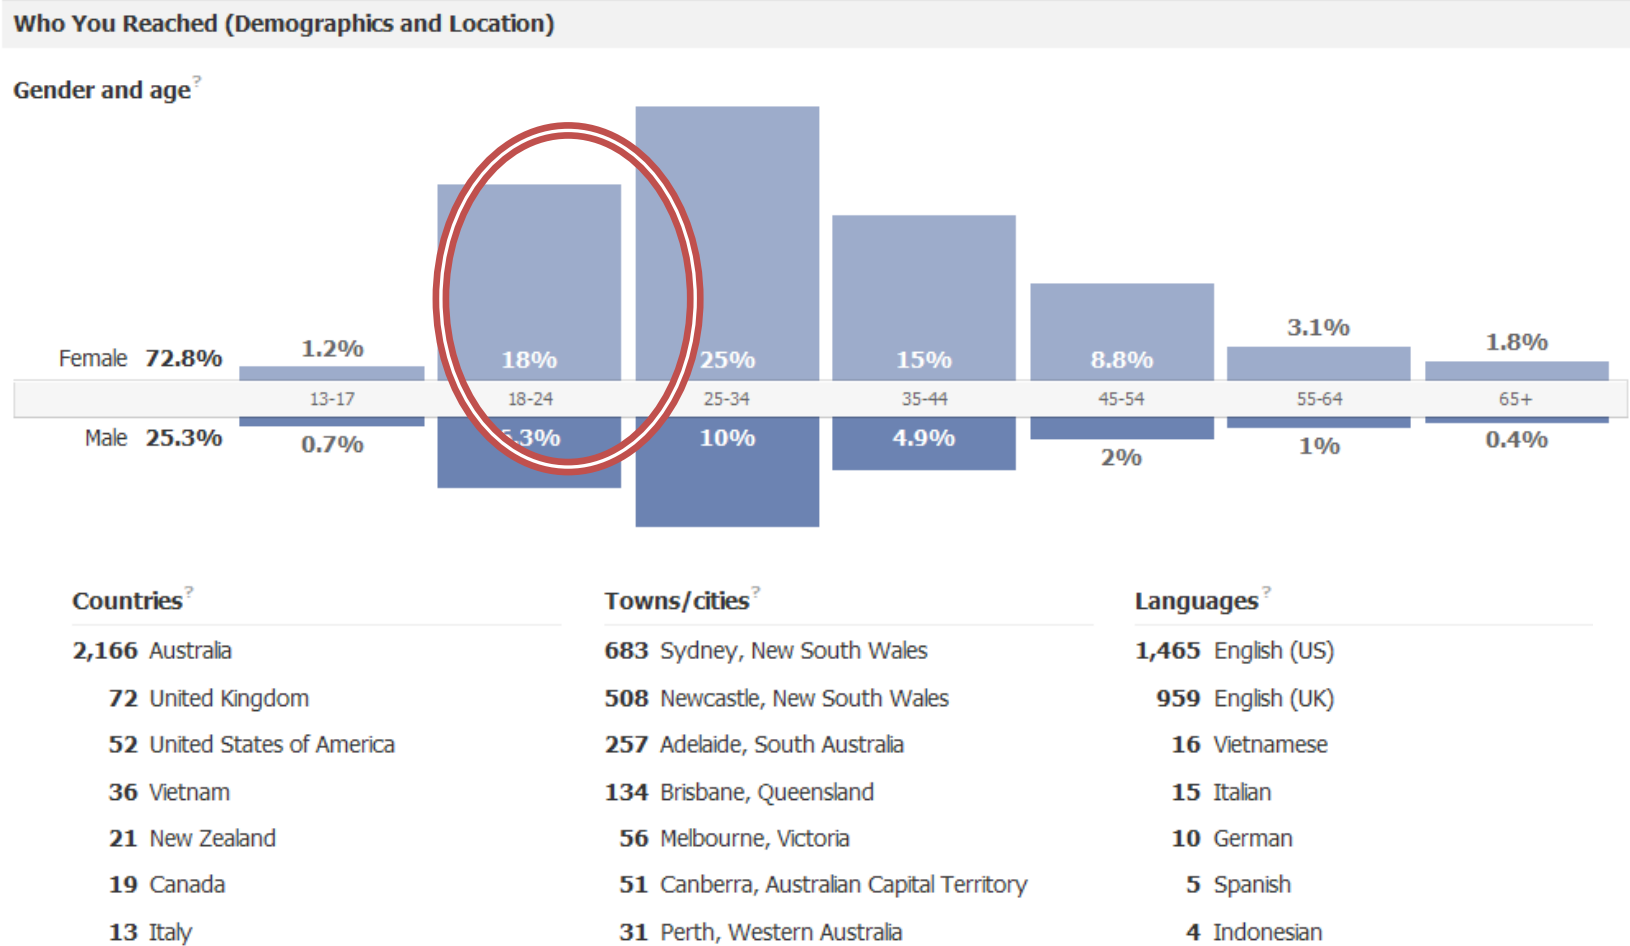 Who You Reached (Demographics and Location)
Gender and age?
Female 72.8% 1.2% 18% 25% 15% 8.8% 3.1% 1.8%
13-17 18-24 25-34 35-44 45-54 55-64 65+
Male 25.3% 0.7% 6.3% 10% 4.9% 2% 1% 0.4%
Countries? Towns/cities? Languages?
2,166 Australia 683 Sydney, New South Wales 1,465 English (US)
72 United Kingdom 508 Newcastle, New South Wales 959 English (UK)
52 United States of America 257 Adelaide, South Australia 16 Vietnamese
36 Vietnam 134 Brisbane, Queensland 15 Italian
21 New Zealand 56 Melbourne, Victoria 10 German
19 Canada 51 Canberra, Australian Capital Territory 5 Spanish
13 Italy 31 Perth, Western Australia 4 Indonesian